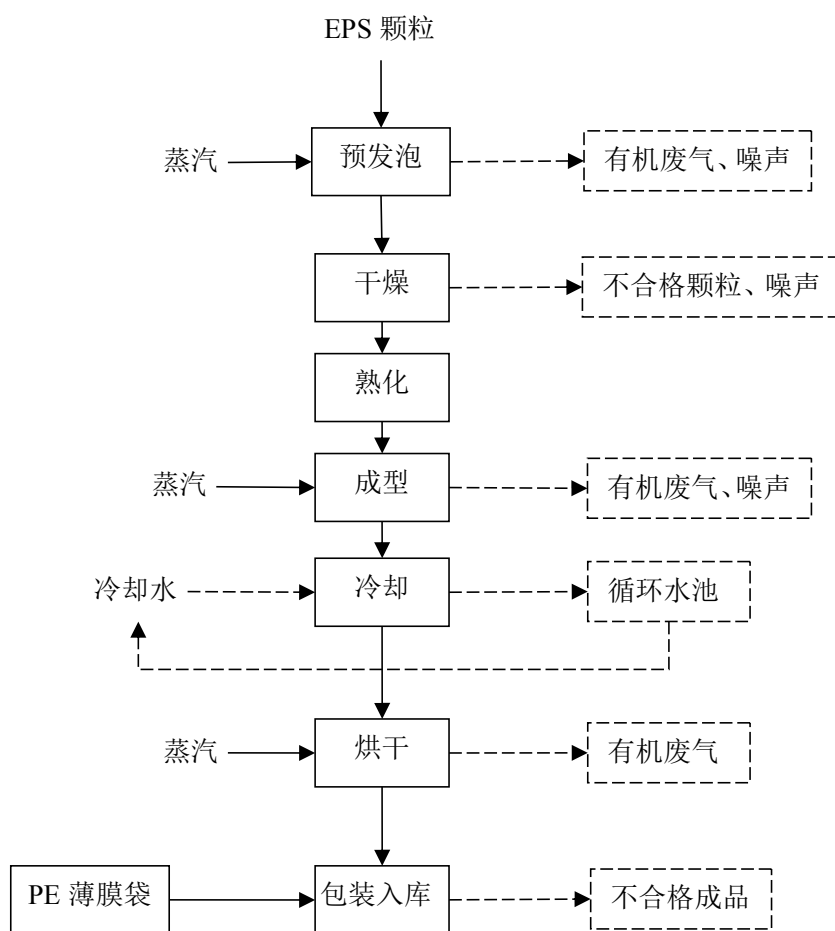 EPS 颗粒
蒸汽
预发泡
有机废气、噪声
干燥
不合格颗粒、噪声
熟化
蒸汽
成型
有机废气、噪声
冷却水
冷却
循环水池
蒸汽
烘干
有机废气
PE 薄膜袋
包装入库
不合格成品